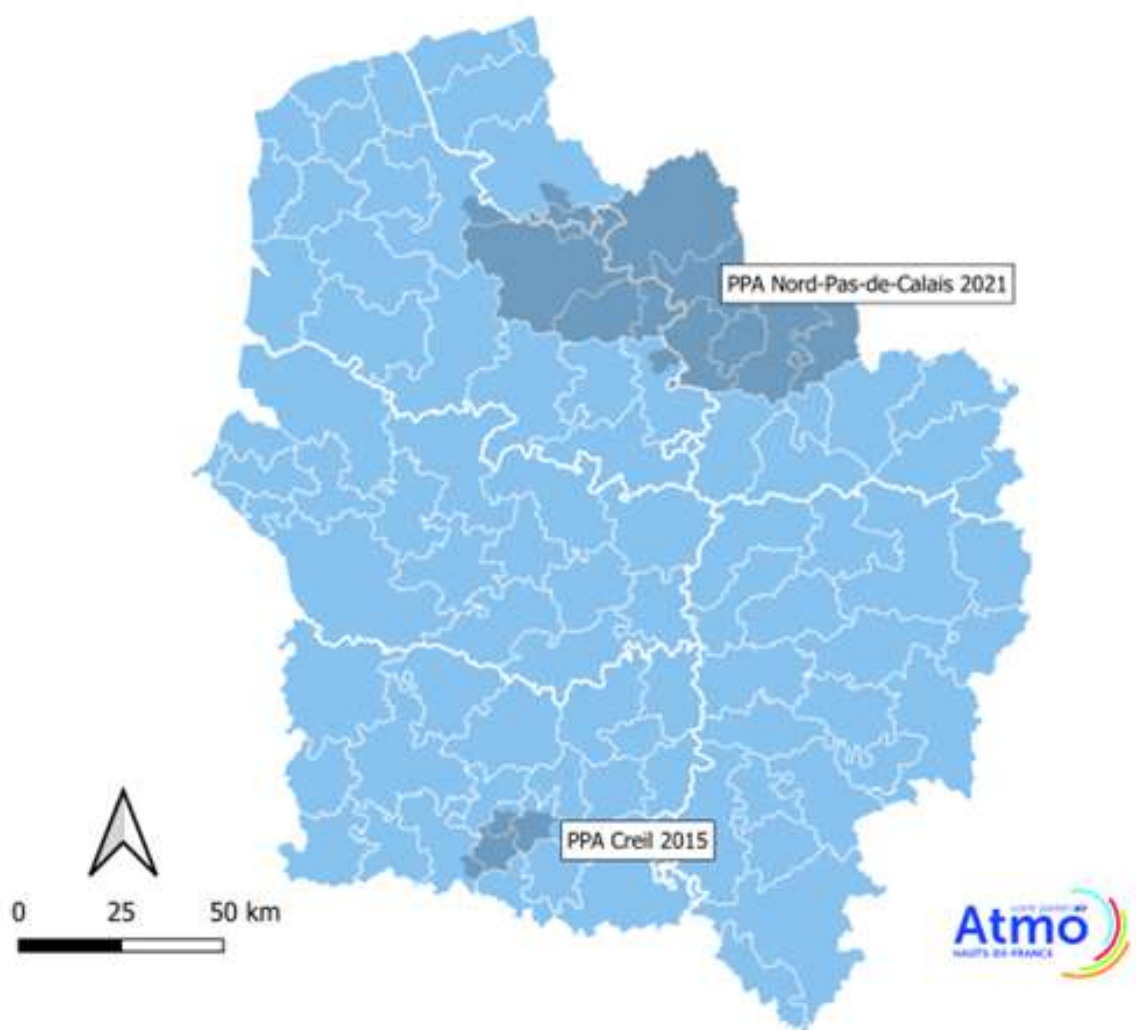 PPA Nord-Pas-de-Calais 2021
PPA Creil 2015
0 25 50 km
Atmo
HAUTS-DE-FRANCE